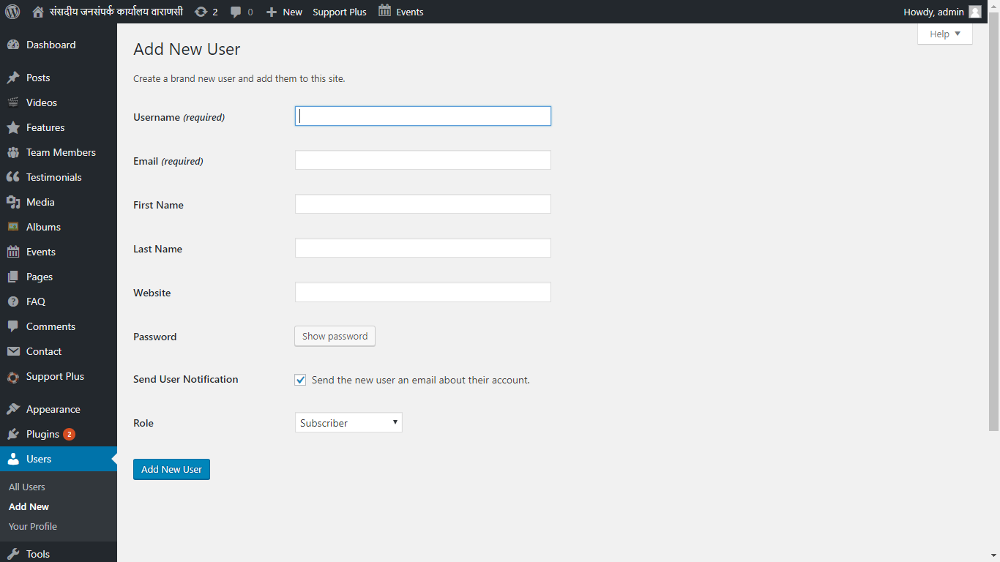 संसदीय जनसंपर्क कार्यालय वाराणसी 2 0 New Support Plus Events Howdy, admin
Help
Dashboard
Posts
Videos
Features
Team Members
Testimonials
Media
Albums
Events
Pages
FAQ
Comments
Contact
Support Plus
Appearance
Plugins 2
Users
All Users
Add New
Your Profile
Tools
Add New User
Create a brand new user and add them to this site.
Username (required)
Email (required)
First Name
Last Name
Website
Password Show password
Send User Notification Send the new user an email about their account.
Role Subscriber
Add New User